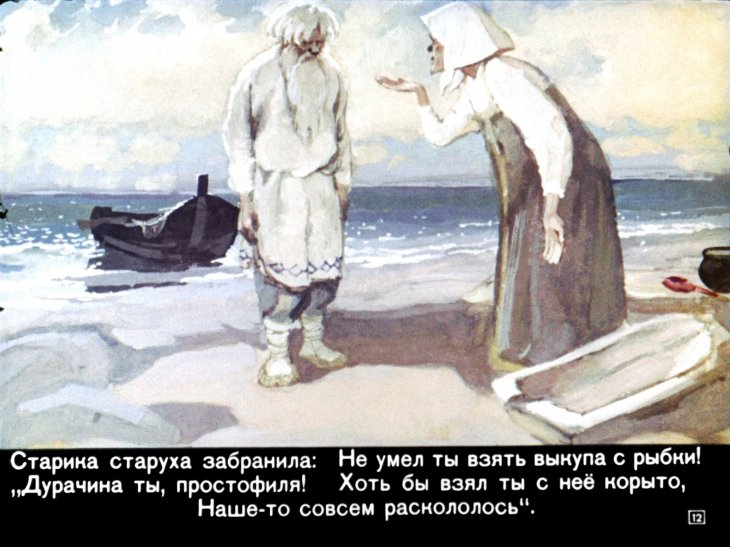 Старика старуха забранила:
„Дурачина ты, простофиля!
Не умел ты взять выкупа с рыбки!
Хоть бы взял ты с неё корыто,
Наше-то совсем раскололось“.
12